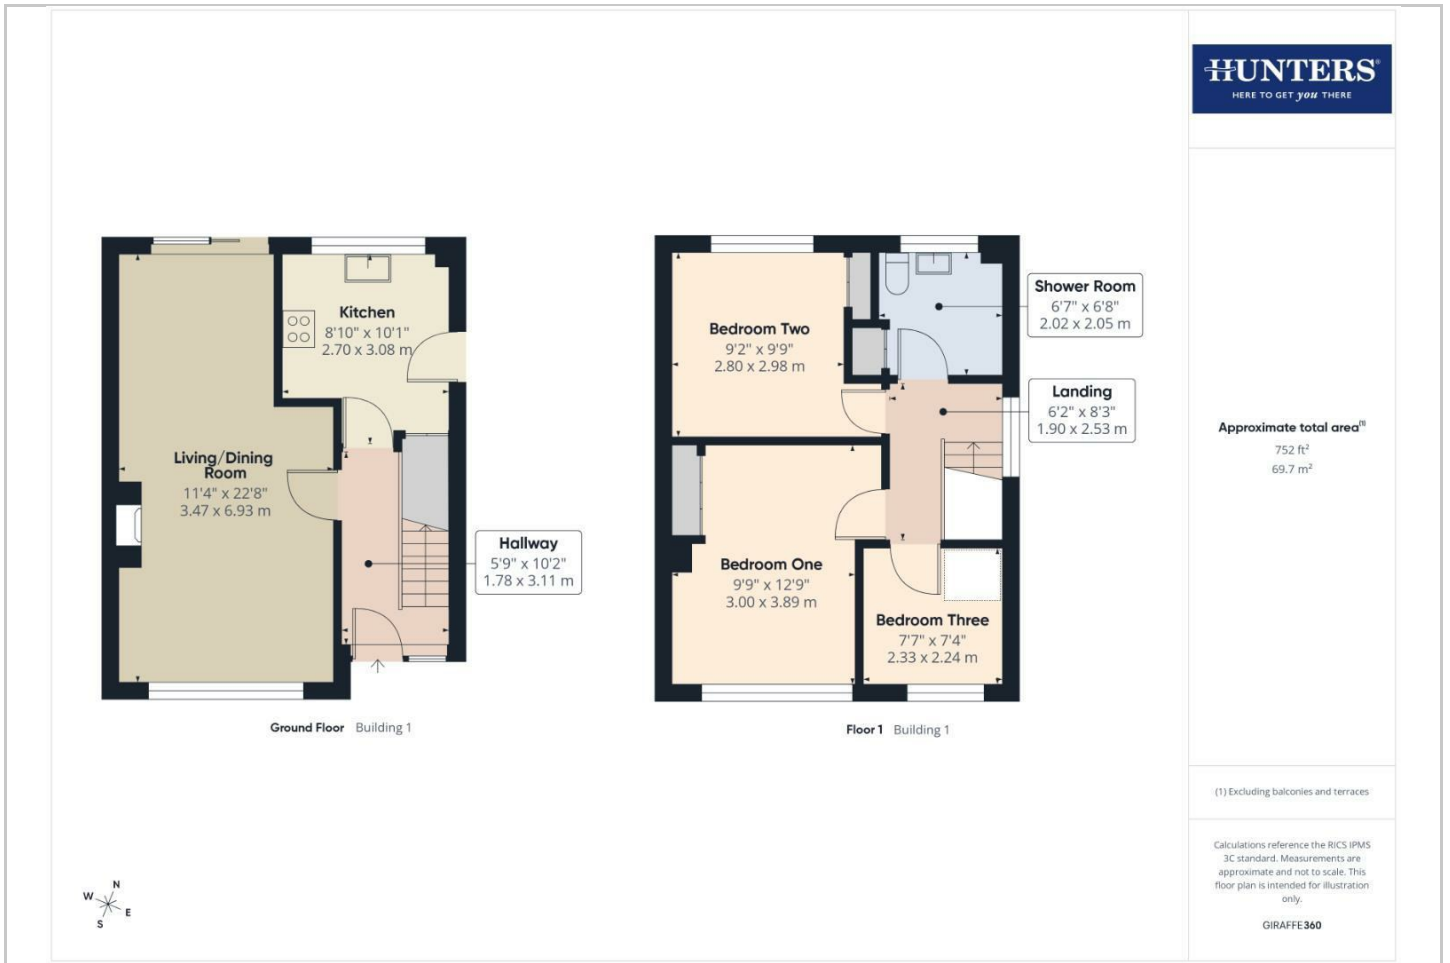 HUNTERS®
HERE TO GET you THERE
Kitchen
8'10" x 10'1"
2.70 x 3.08 m
Living/Dining
Room
11'4" x 22'8"
3.47 x 6.93 m
Hallway
5'9" x 10'2"
1.78 x 3.11 m
Ground Floor Building 1
Bedroom Two
9'2" x 9'9"
2.80 x 2.98 m
Shower Room
6'7" x 6'8"
2.02 x 2.05 m
Landing
6'2" x 8'3"
1.90 x 2.53 m
Bedroom One
9'9" x 12'9"
3.00 x 3.89 m
Bedroom Three
7'7" x 7'4"
2.33 x 2.24 m
Floor 1 Building 1
Approximate total area(1)
752 ft²
69.7 m²
(1) Excluding balconies and terraces
Calculations reference the RICS IPMS
3C standard. Measurements are
approximate and not to scale. This
floor plan is intended for illustration
only.
GIRAFFE360
N
W
E
S